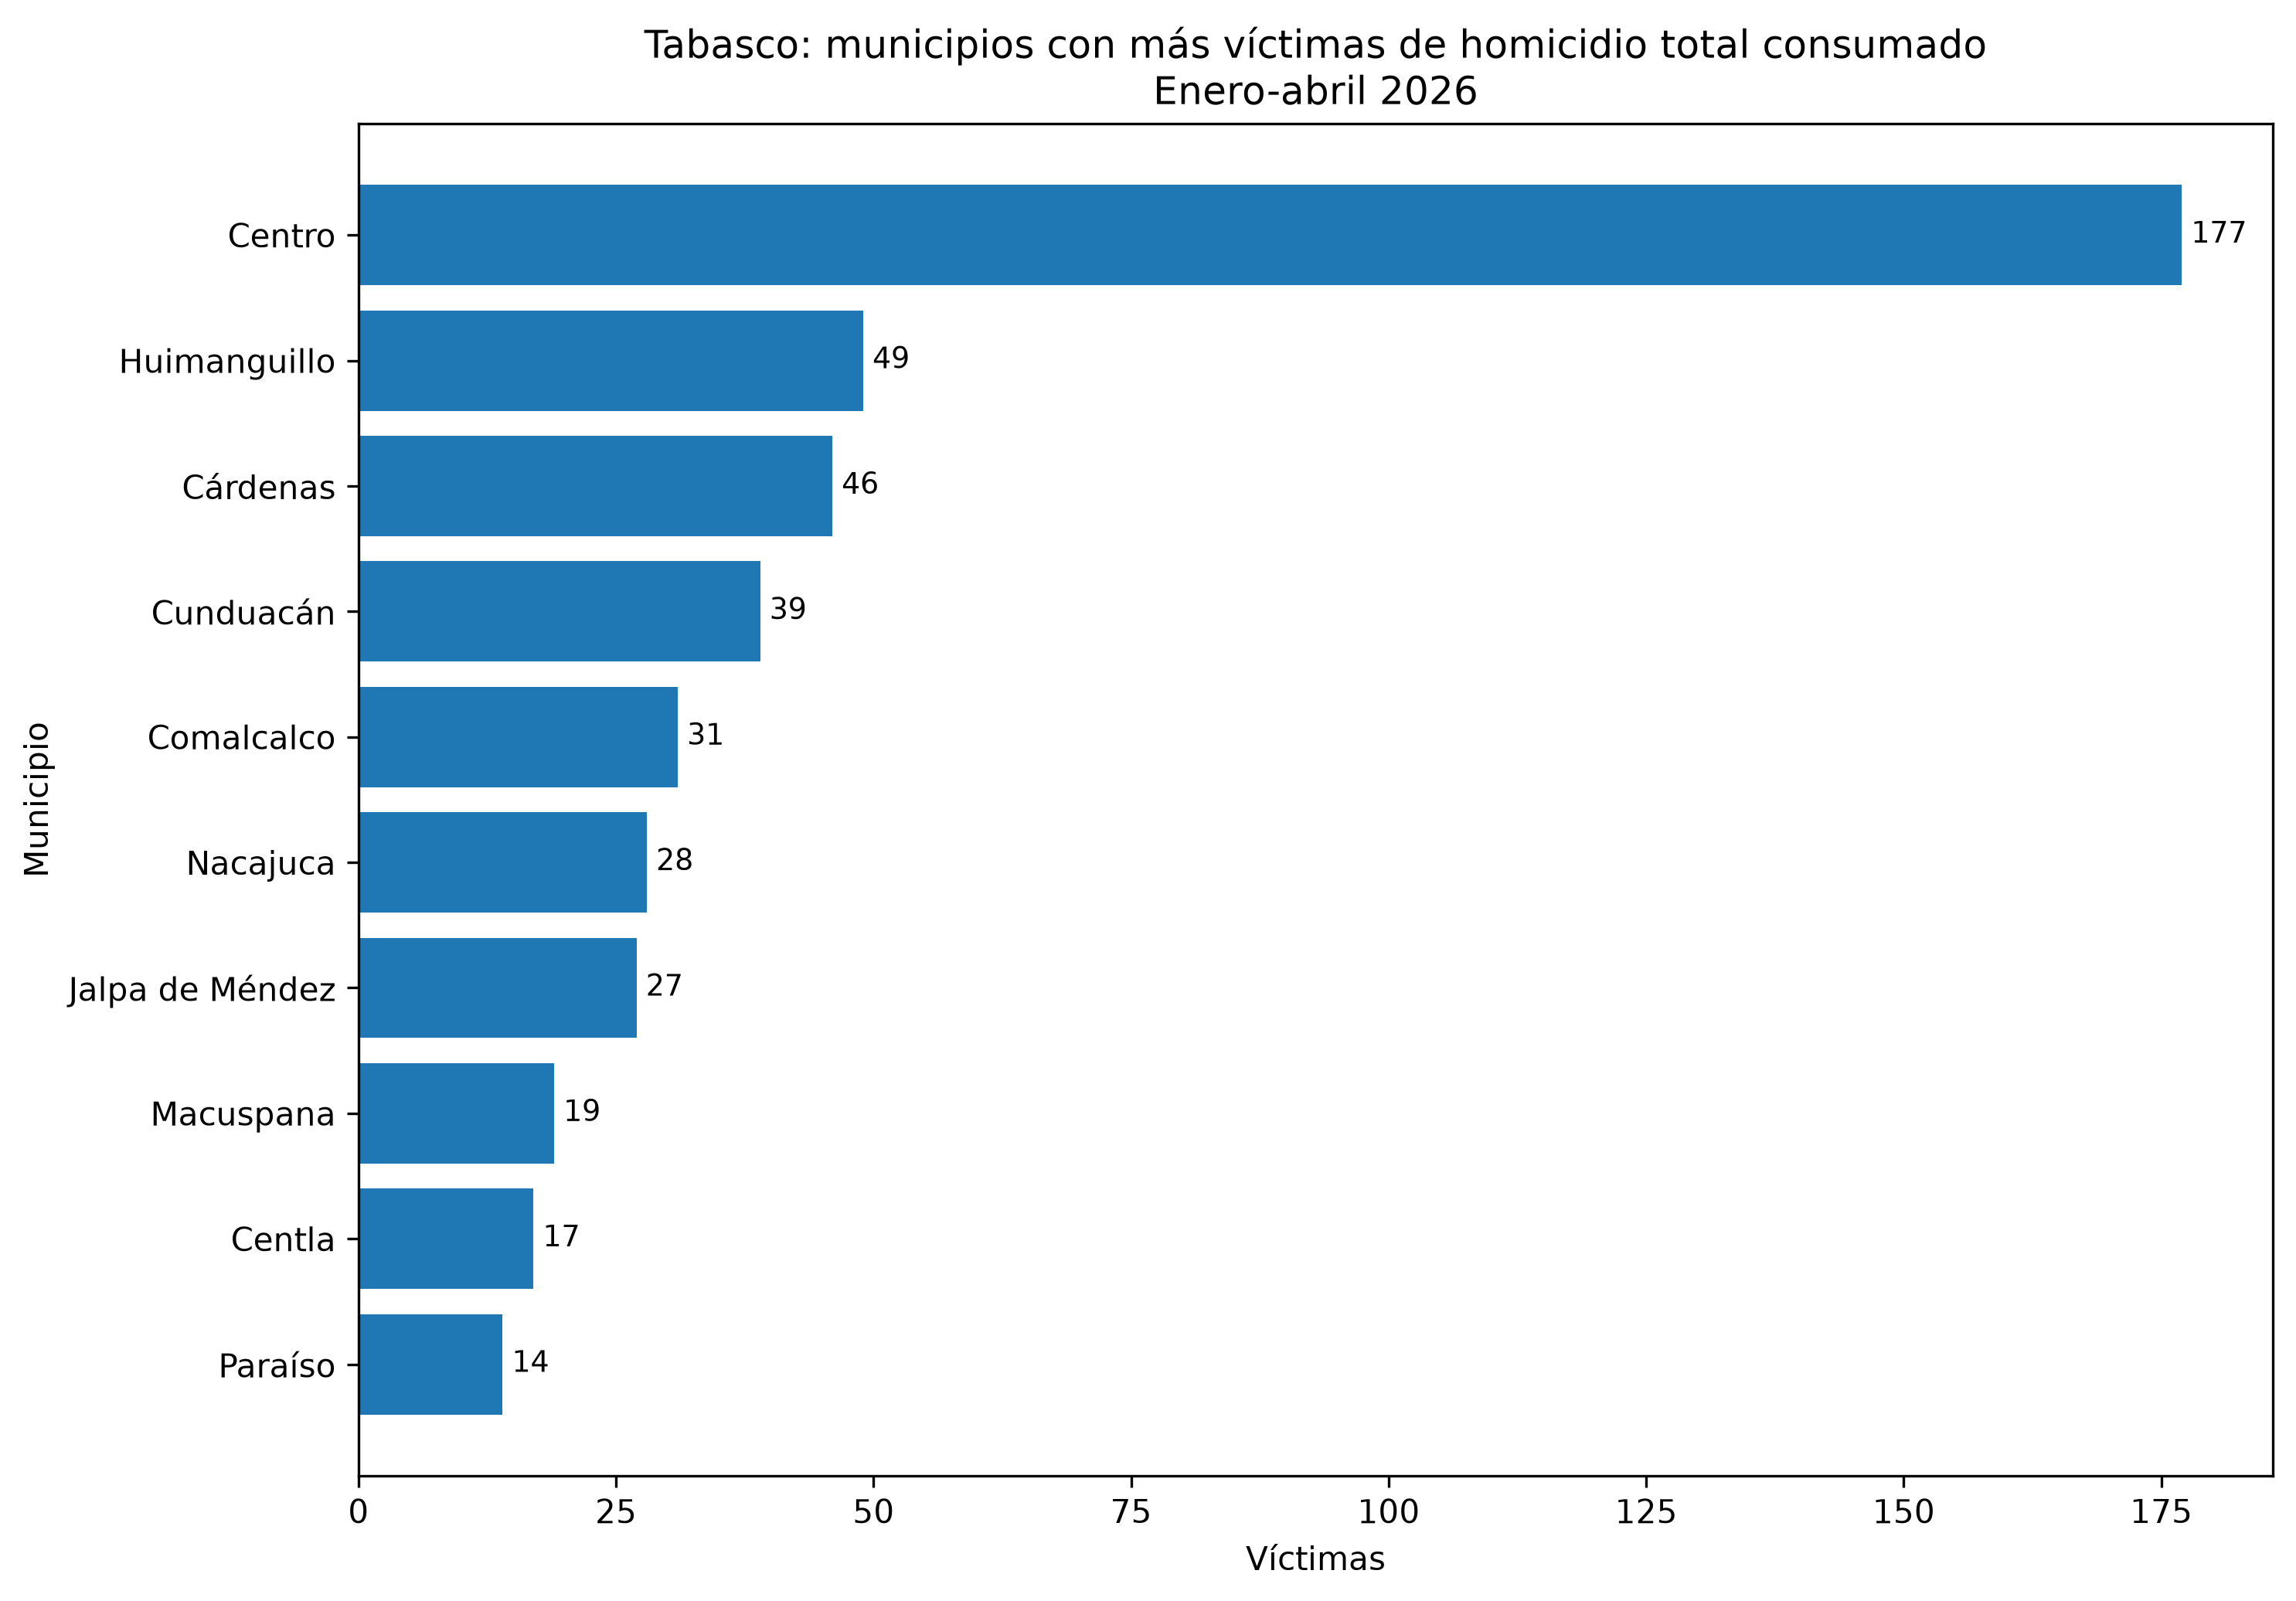 Tabasco: municipios con más víctimas de homicidio total consumado
Enero-abril 2026
Municipio
Centro 177
Huimanguillo 49
Cárdenas 46
Cunduacán 39
Comalcalco 31
Nacajuca 28
Jalpa de Méndez 27
Macuspana 19
Centla 17
Paraíso 14
0 25 50 75 100 125 150 175
Víctimas